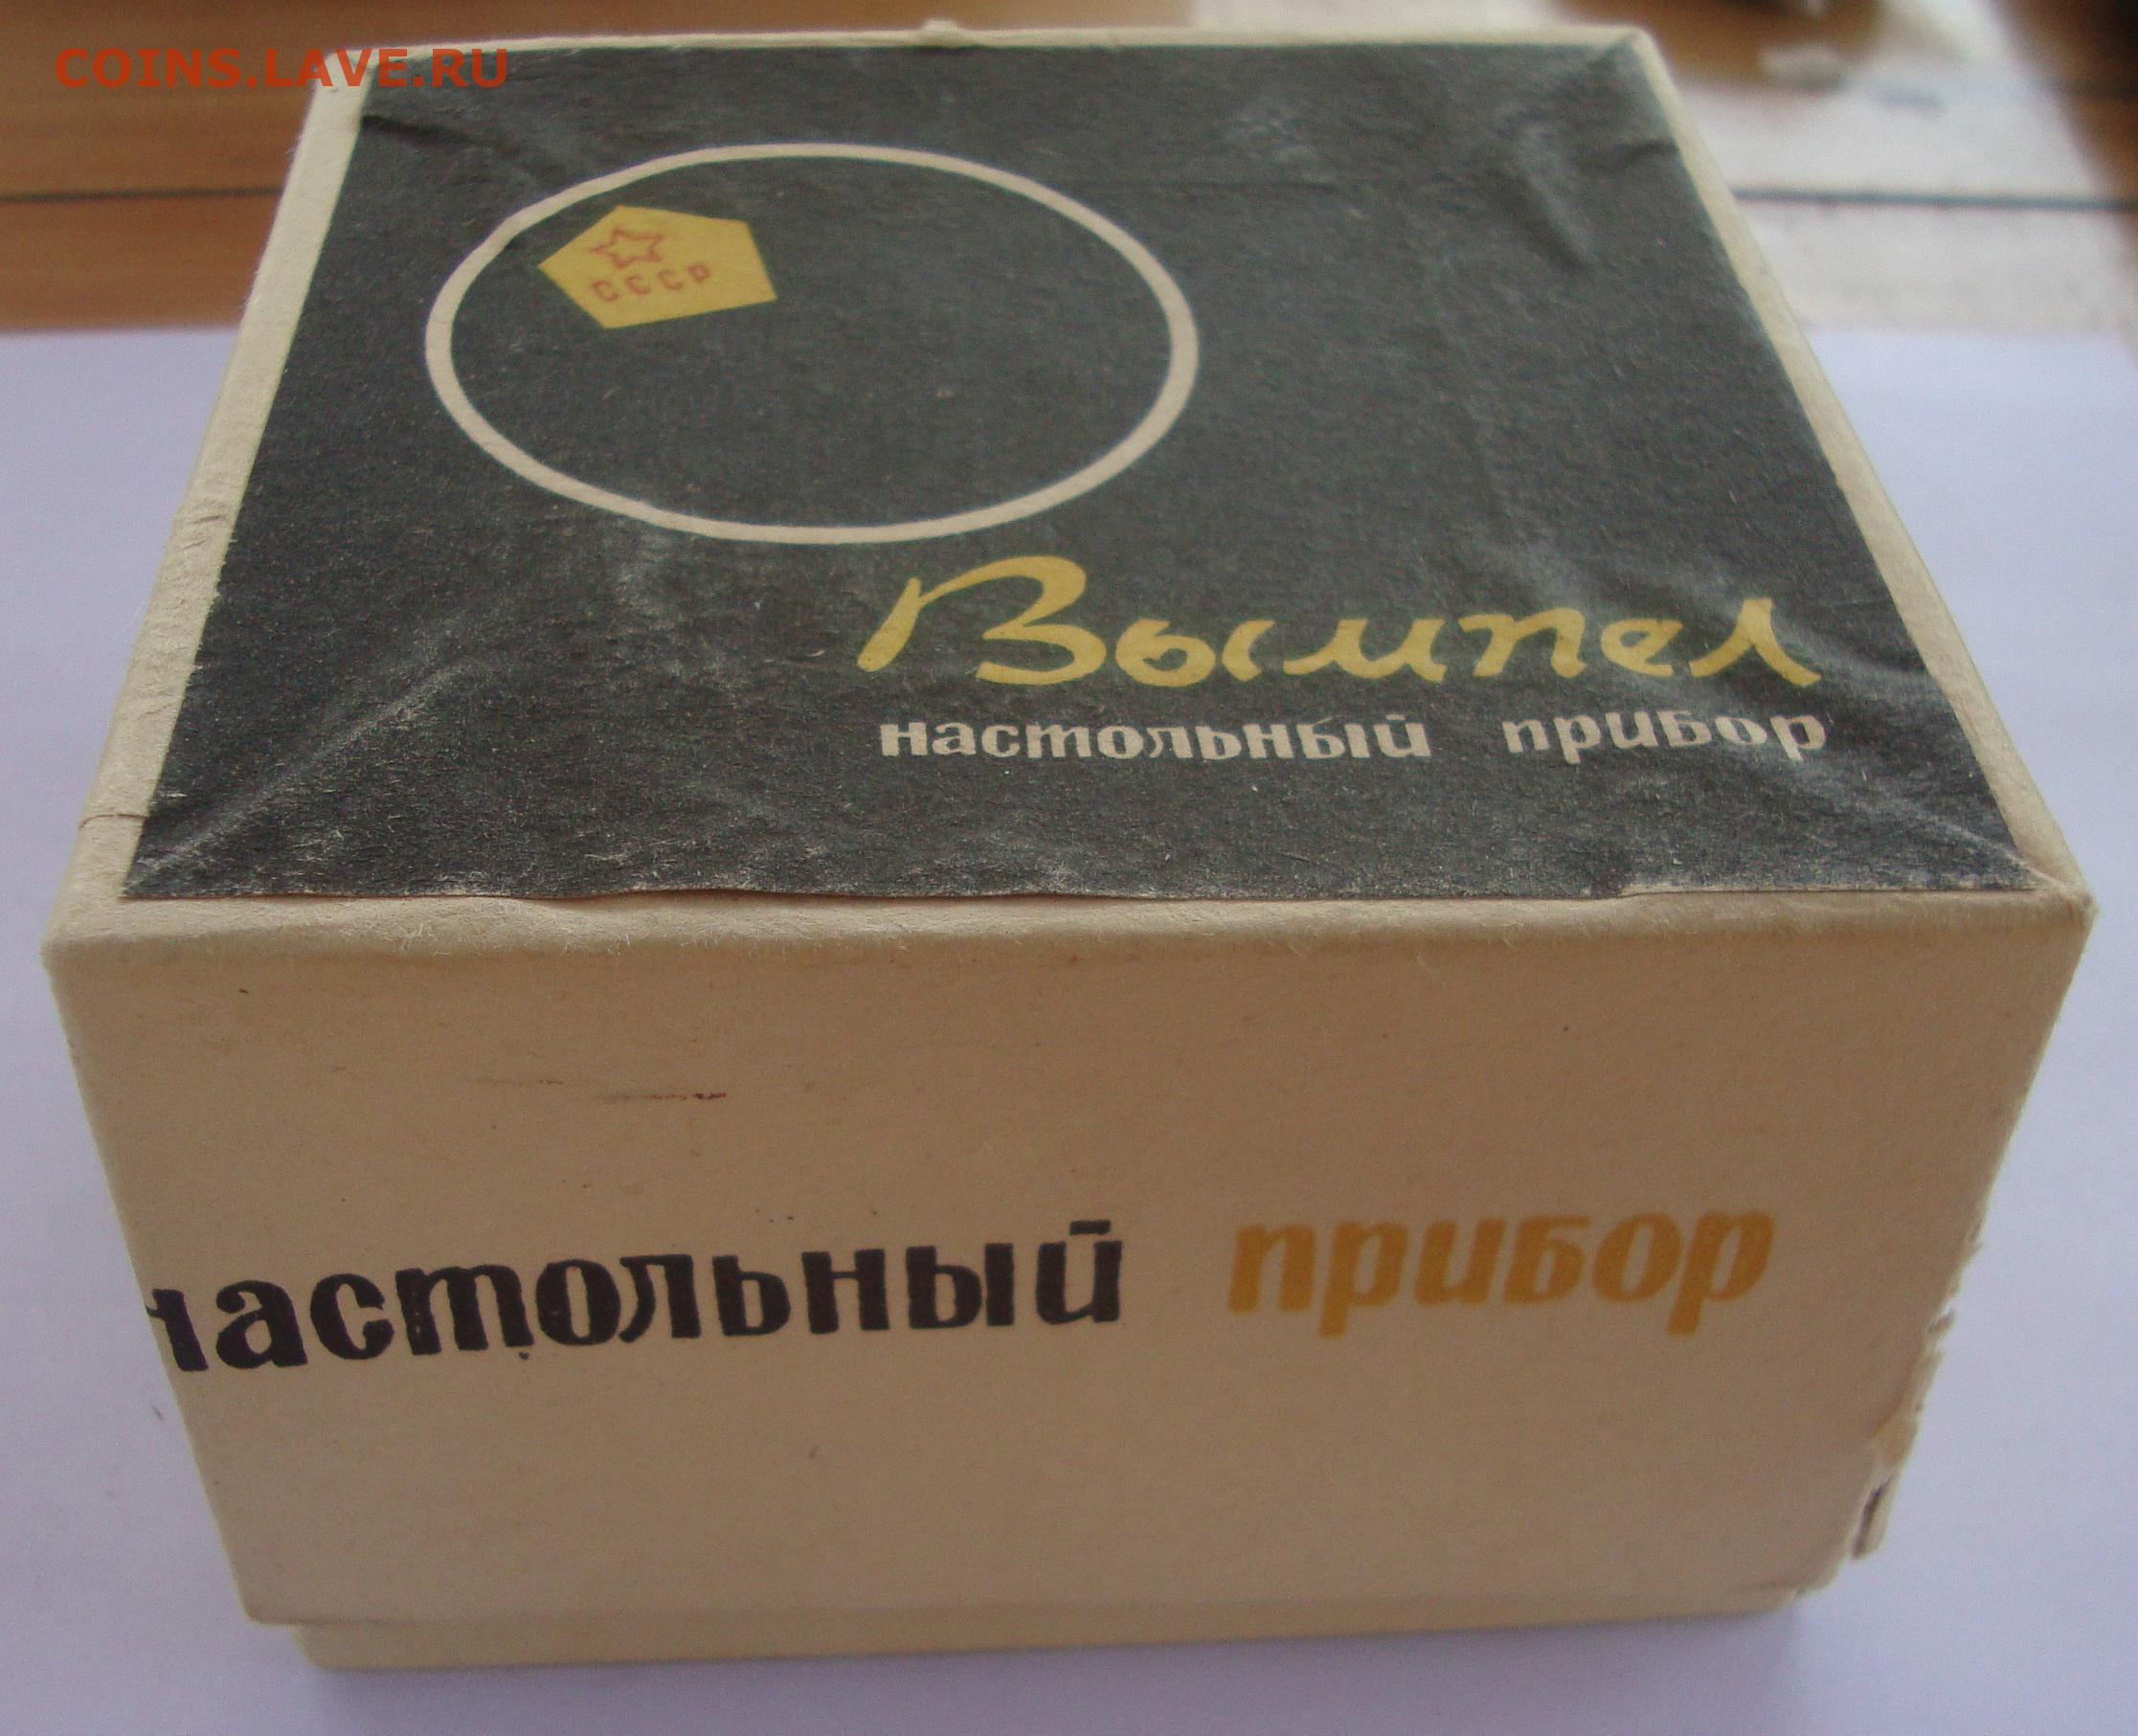 COINS.LAVE.RU
СССР
Вымпел
настольный прибор
настольный прибор